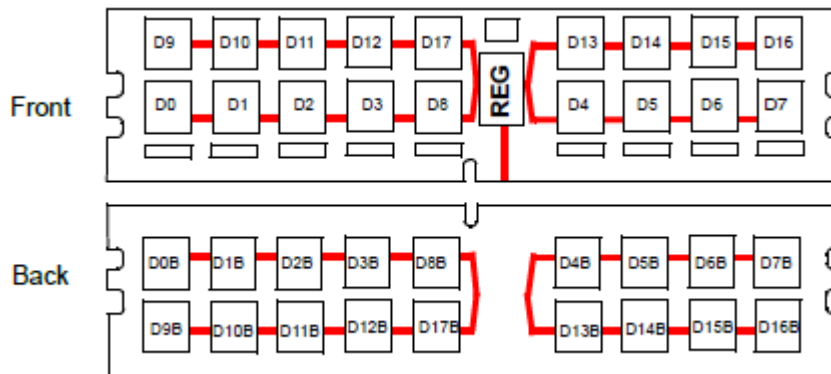 D9 D10 D11 D12 D17 D13 D14 D15 D16
REG
Front
D0 D1 D2 D3 D8 D4 D5 D6 D7
D0B D1B D2B D3B D8B D4B D5B D6B D7B
Back
D9B D10B D11B D12B D17B D13B D14B D15B D16B